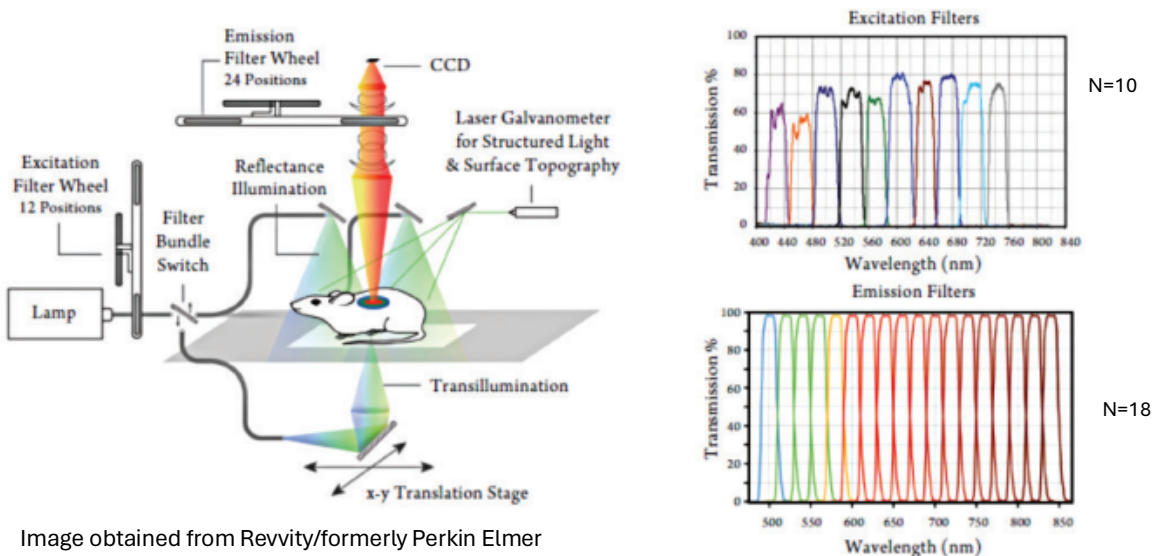 Emission
Filter Wheel
24 Positions
CCD
Laser Galvanometer
for Structured Light
& Surface Topography
Excitation
Filter Wheel
12 Positions
Reflectance
Illumination
Filter
Bundle
Switch
Lamp
Transillumination
x-y Translation Stage
Image obtained from Revvity/formerly Perkin Elmer
Excitation Filters
Transmission %
100
80
60
40
20
0
400 440 480 520 560 600 640 680 720 760 800 840
Wavelength (nm)
N=10
Emission Filters
Transmission %
100
80
60
40
20
0
500 550 600 650 700 750 800 850
Wavelength (nm)
N=18